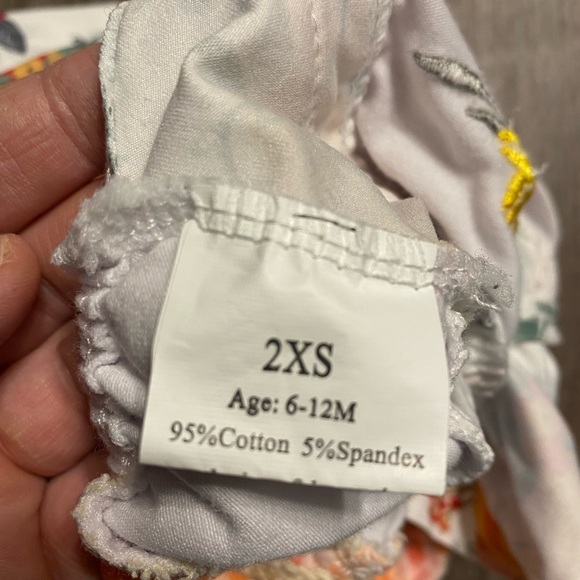 2XS
Age: 6-12M
95%Cotton 5%Spandex